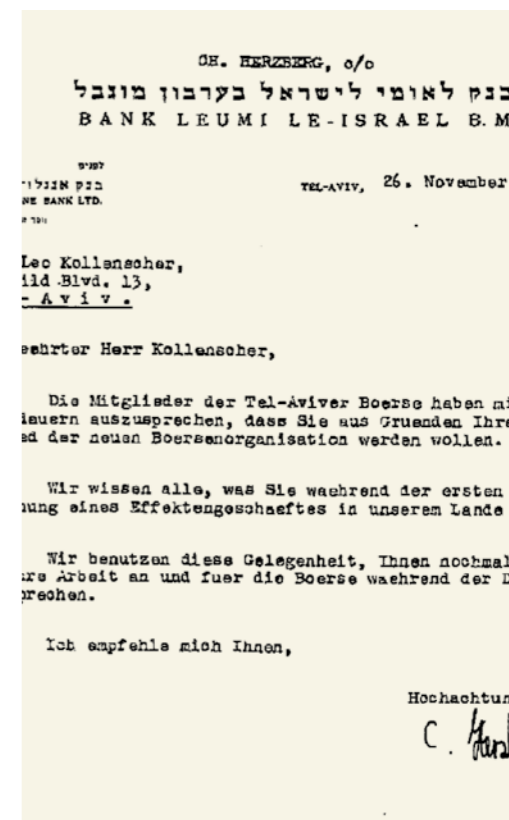 CH. HERZBERG, c/o
בנק לאומי לישראל בערבון מוגבל
BANK LEUMI LE-ISRAEL B.M
לפנים
בנק אנגלו
NE BANK LTD.
TEL-AVIV, 26. November
Leo Kollenscher,
ild Blvd. 13,
- A v i v .
eehrter Herr Kollenscher,
Die Mitglieder der Tel-Aviver Boerse haben mi
dauern auszusprechen, dass Sie aus Gruenden Ihre
ed der neuen Boersenorganisation werden wollen.
Wir wissen alle, was Sie waehrend der ersten
nung eines Effektengeschaeftes in unserem Lande
Wir benutzen diese Gelegenheit, Ihnen nochmal
re Arbeit an und fuer die Boerse waehrend der D
prechen.
Ich empfehle mich Ihnen,
Hochachtun
C.